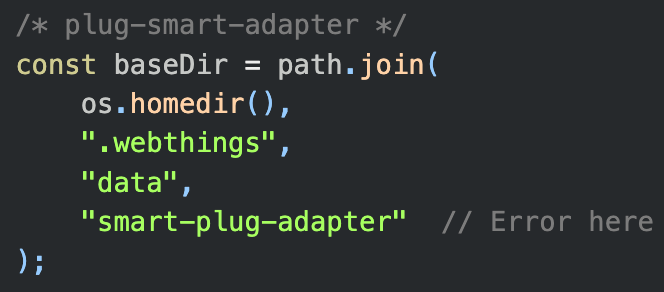 /* plug-smart-adapter */
const baseDir = path.join(
    os.homedir(),
    ".webthings",
    "data",
    "smart-plug-adapter"  // Error here
);